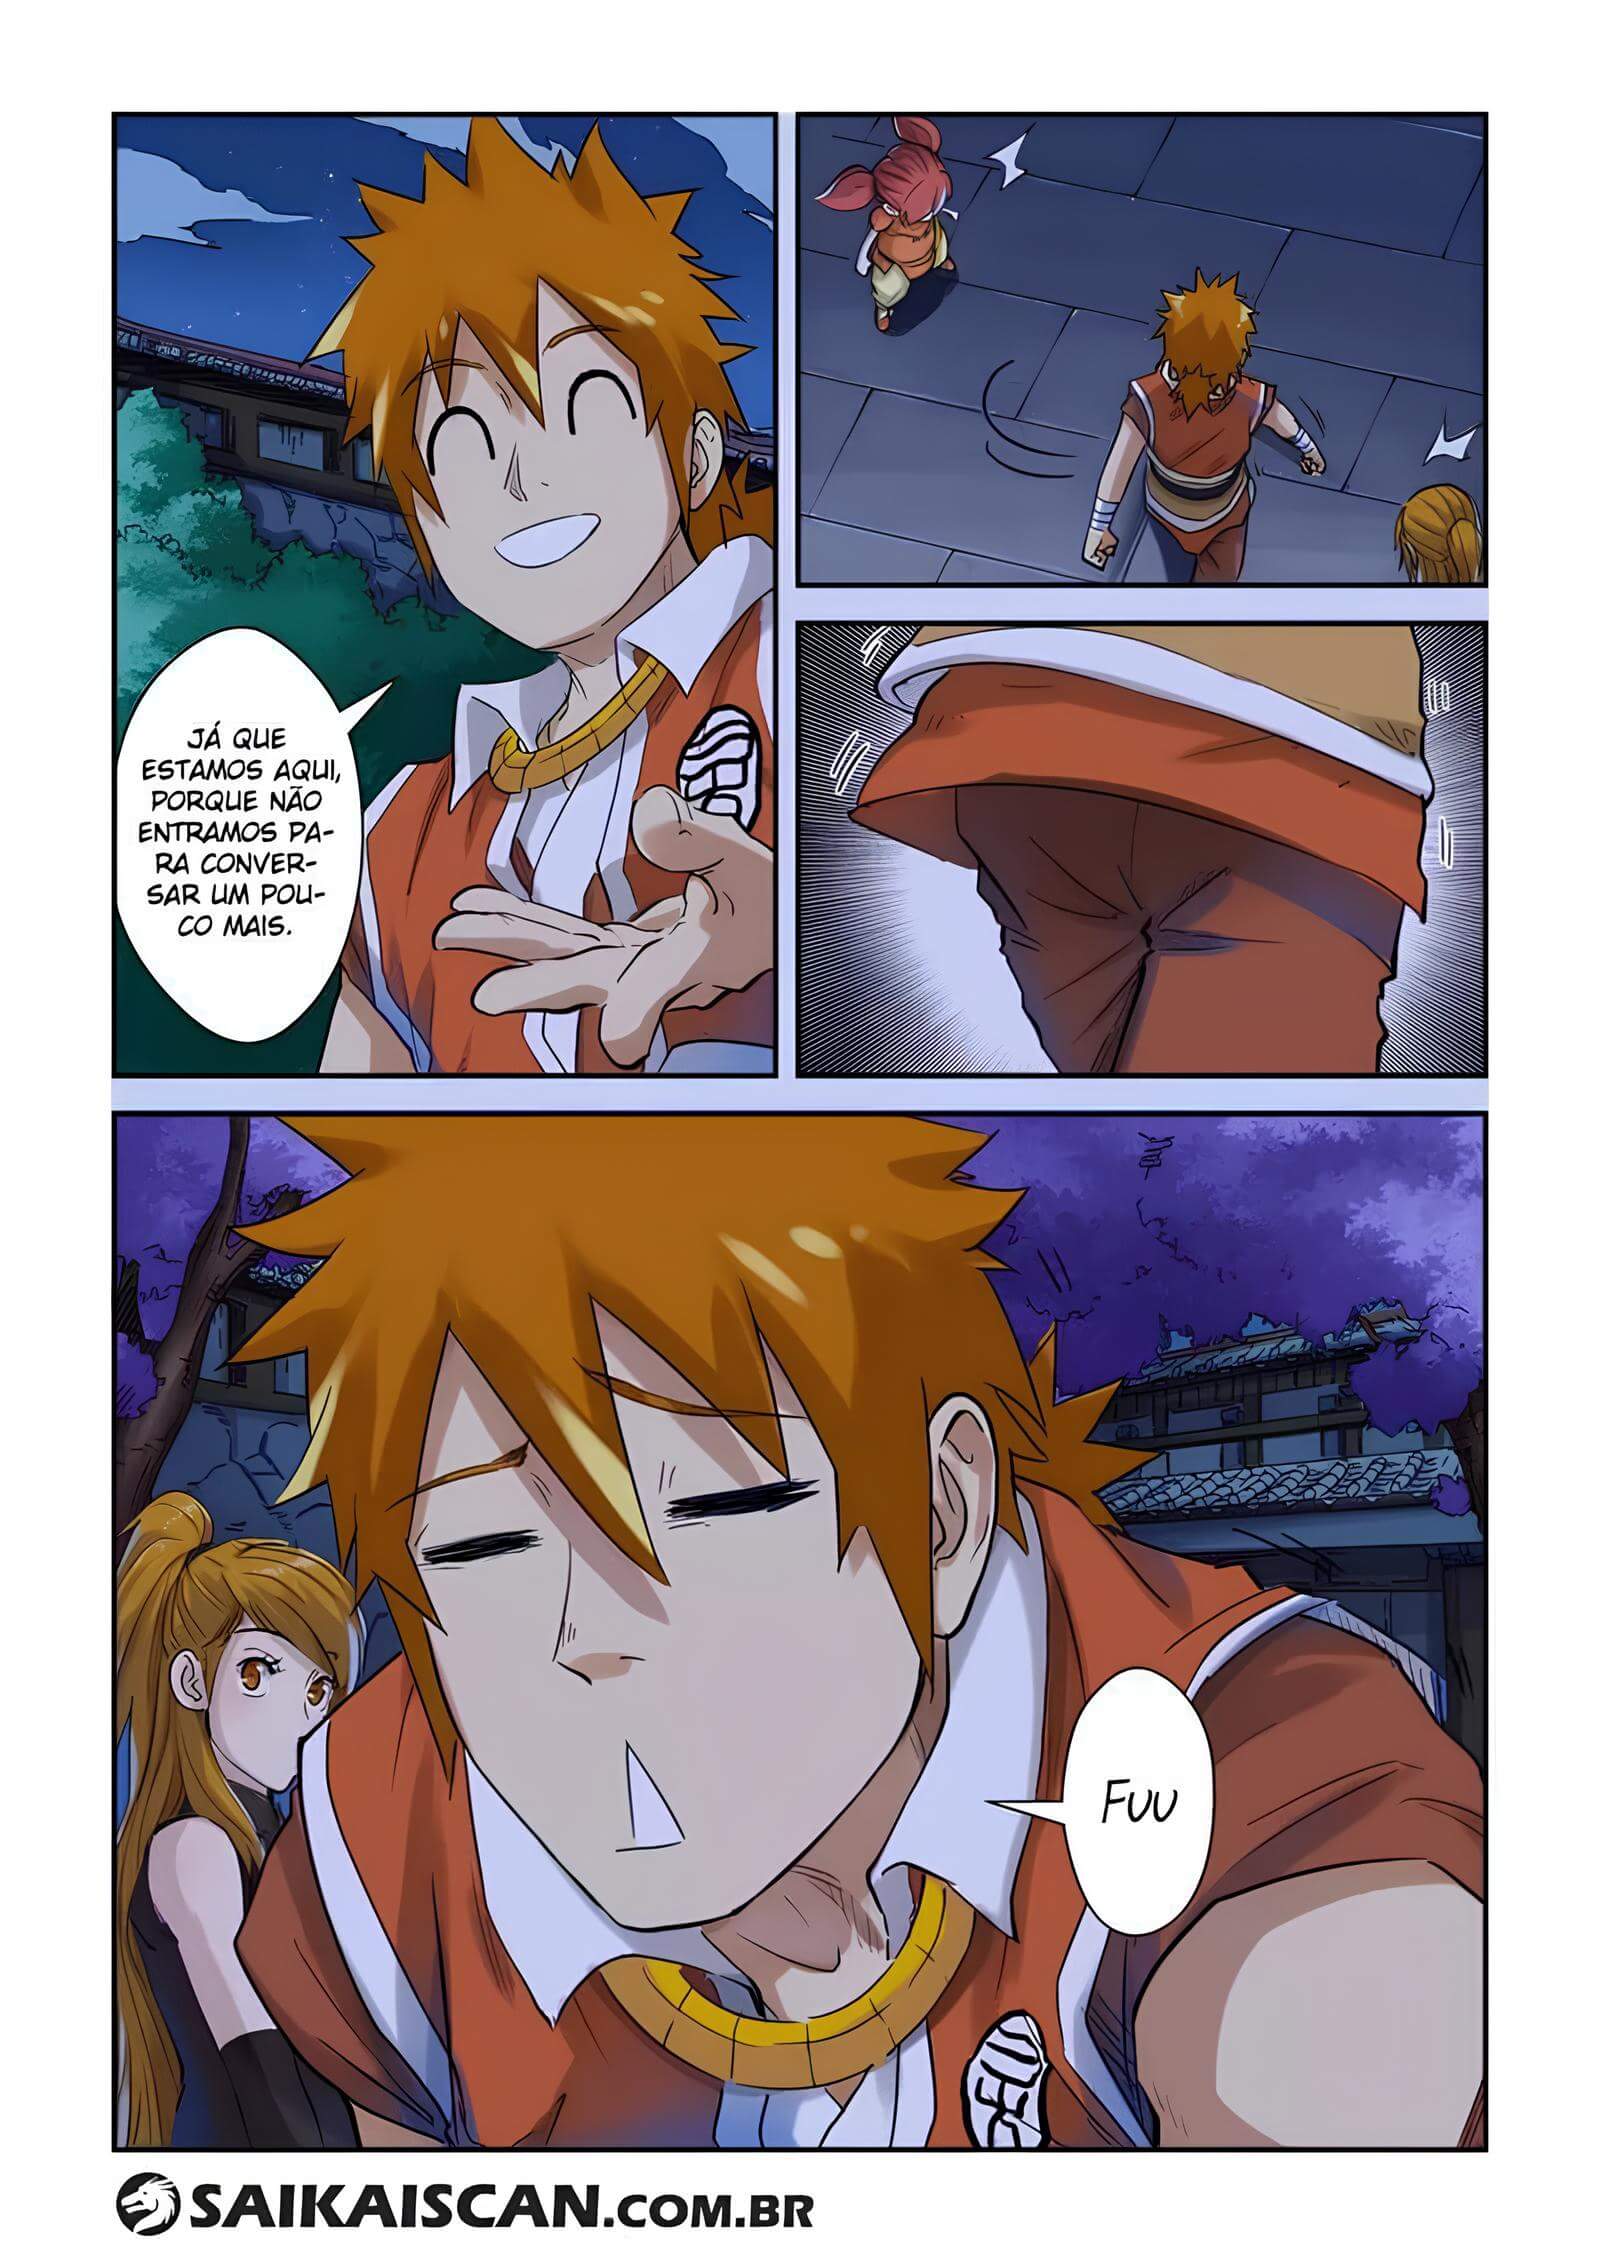 JÁ QUE
ESTAMOS AQUI,
PORQUE NÃO
ENTRAMOS PA-
RA CONVER-
SAR UM POU-
CO MAIS.
FUU
SAIKAISCAN.COM.BR